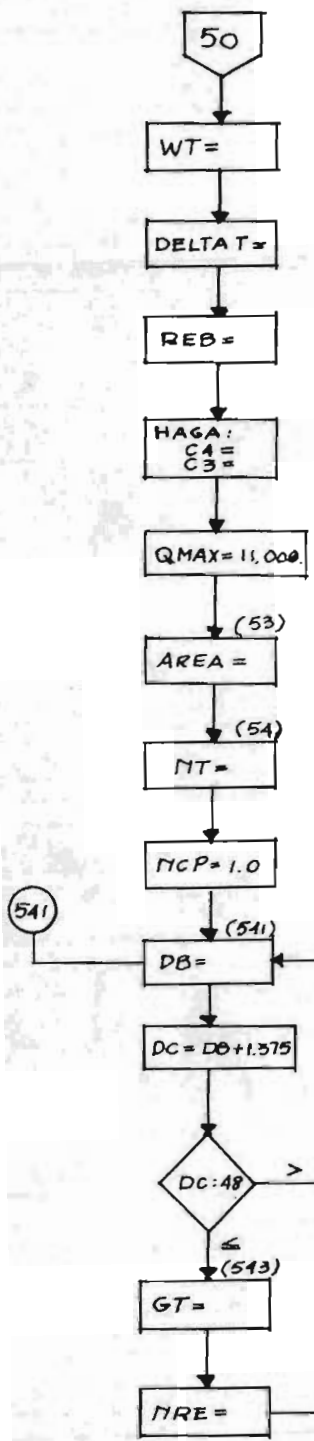 50
WT=
DELTA T=
REB=
HAGA:
C4=
C3=
QMAX= 11,000.
(53)
AREA =
(54)
NT=
NCP= 1.0
541
(541)
DB=
DC= DB+1.375
DC:48
>
≤
(543)
GT=
NRE=